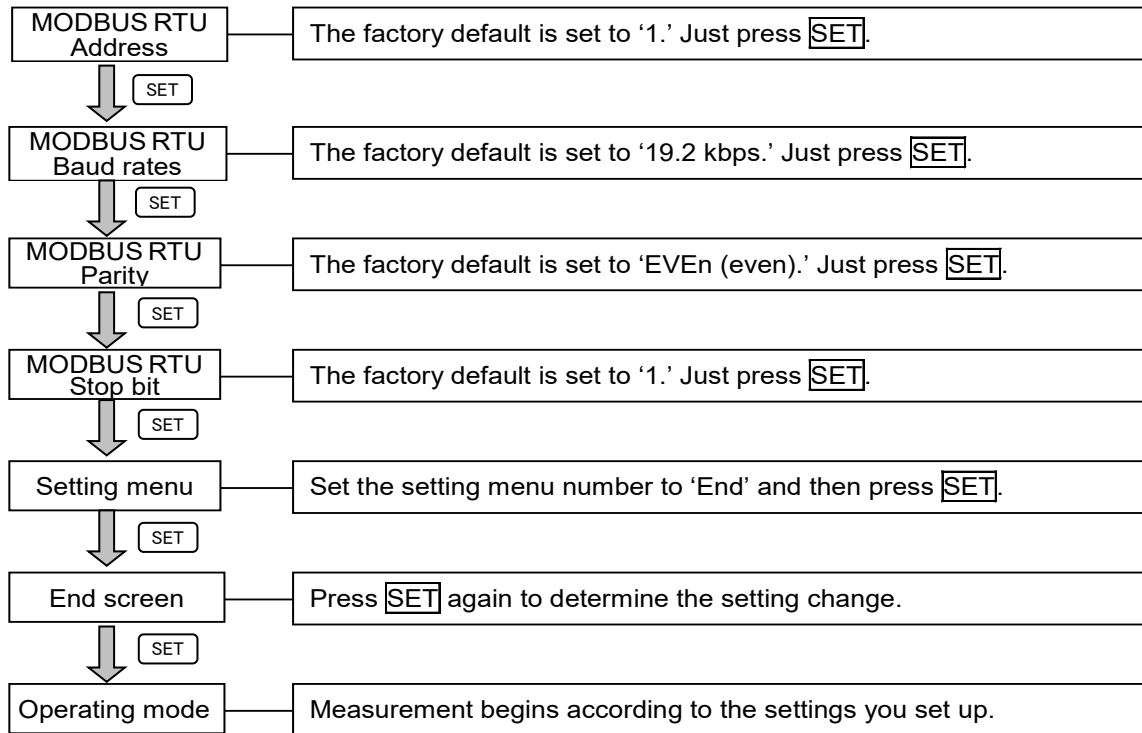 MODBUS RTU
Address
The factory default is set to ‘1.’ Just press SET.
SET
MODBUS RTU
Baud rates
The factory default is set to ‘19.2 kbps.’ Just press SET.
SET
MODBUS RTU
Parity
The factory default is set to ‘EVEn (even).’ Just press SET.
SET
MODBUS RTU
Stop bit
The factory default is set to ‘1.’ Just press SET.
SET
Setting menu
Set the setting menu number to ‘End’ and then press SET.
SET
End screen
Press SET again to determine the setting change.
SET
Operating mode
Measurement begins according to the settings you set up.